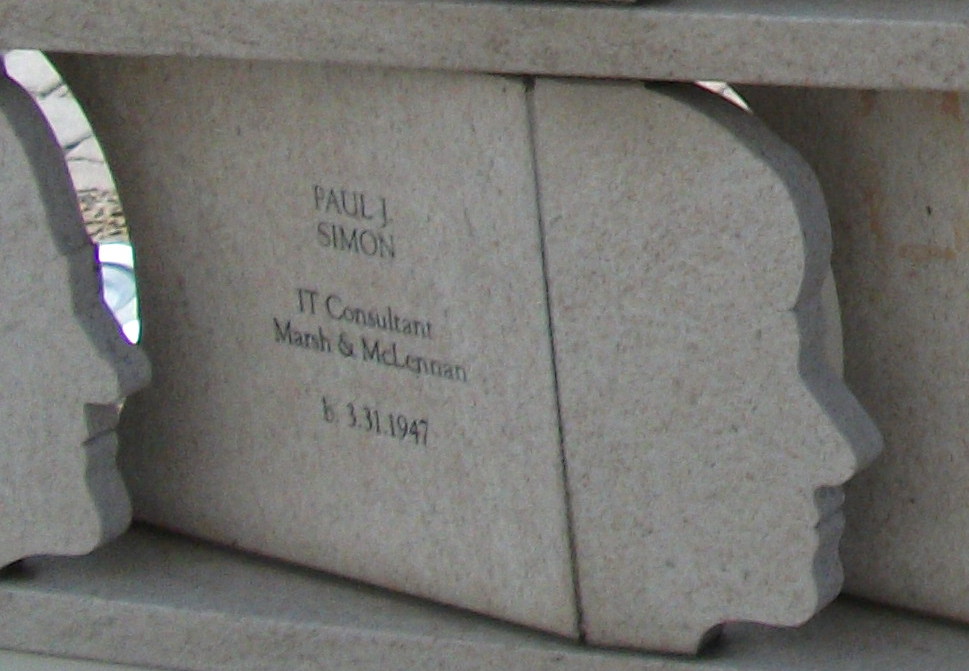 PAUL J.
SIMON
IT Consultant
Marsh & McLennan
b. 3.31.1947